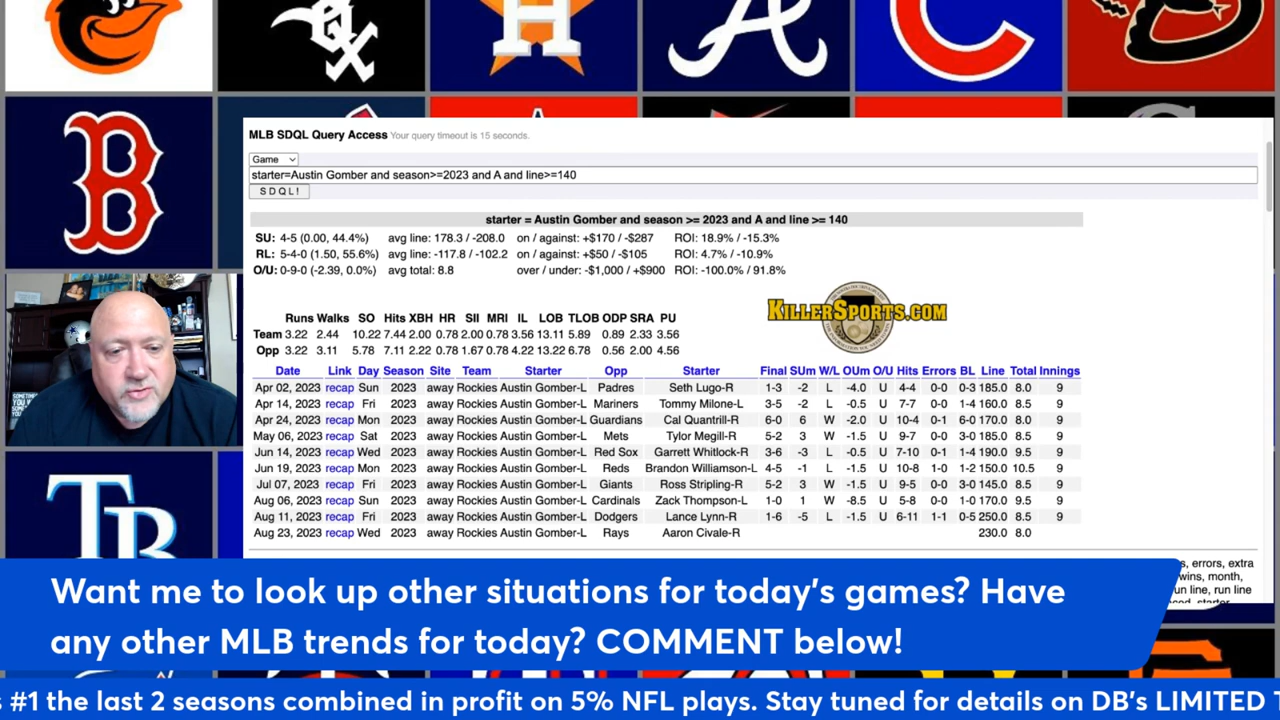 MLB SDQL Query Access Your query timeout is 15 seconds.
Game
starter=Austin Gomber and season>=2023 and A and line>=140
S D Q L !
starter = Austin Gomber and season >= 2023 and A and line >= 140
SU: 4-5 (0.00, 44.4%) avg line: 178.3 / -208.0 on / against: +$170 / -$287 ROI: 18.9% / -15.3%
RL: 5-4-0 (1.50, 55.6%) avg line: -117.8 / -102.2 on / against: +$50 / -$105 ROI: 4.7% / -10.9%
O/U: 0-9-0 (-2.39, 0.0%) avg total: 8.8 over / under: -$1,000 / +$900 ROI: -100.0% / 91.8%
KILLERSPORTS.COM
Runs Walks SO Hits XBH HR SII MRI IL LOB TLOB ODP SRA PU
Team 3.22 2.44 10.22 7.44 2.00 0.78 2.00 0.78 3.56 13.11 5.89 0.89 2.33 3.56
Opp 3.22 3.11 5.78 7.11 2.22 0.78 1.67 0.78 4.22 13.22 6.78 0.56 2.00 4.56
Date Link Day Season Site Team Starter Opp Starter Final SUm W/L OUm O/U Hits Errors BL Line Total Innings
Apr 02, 2023 recap Sun 2023 away Rockies Austin Gomber-L Padres Seth Lugo-R 1-3 -2 L -4.0 U 4-4 0-0 0-3 185.0 8.0 9
Apr 14, 2023 recap Fri 2023 away Rockies Austin Gomber-L Mariners Tommy Milone-L 3-5 -2 L -0.5 U 7-7 0-0 1-4 160.0 8.5 9
Apr 24, 2023 recap Mon 2023 away Rockies Austin Gomber-L Guardians Cal Quantrill-R 6-0 6 W -2.0 U 10-4 0-1 6-0 170.0 8.0 9
May 06, 2023 recap Sat 2023 away Rockies Austin Gomber-L Mets Tylor Megill-R 5-2 3 W -1.5 U 9-7 0-0 3-0 185.0 8.5 9
Jun 14, 2023 recap Wed 2023 away Rockies Austin Gomber-L Red Sox Garrett Whitlock-R 3-6 -3 L -0.5 U 7-10 0-1 1-4 190.0 9.5 9
Jun 19, 2023 recap Mon 2023 away Rockies Austin Gomber-L Reds Brandon Williamson-L 4-5 -1 L -1.5 U 10-8 1-0 1-2 150.0 10.5 9
Jul 07, 2023 recap Fri 2023 away Rockies Austin Gomber-L Giants Ross Stripling-R 5-2 3 W -1.5 U 9-5 0-0 3-0 145.0 8.5 9
Aug 06, 2023 recap Sun 2023 away Rockies Austin Gomber-L Cardinals Zack Thompson-L 1-0 1 W -8.5 U 5-8 0-0 1-0 170.0 9.5 9
Aug 11, 2023 recap Fri 2023 away Rockies Austin Gomber-L Dodgers Lance Lynn-R 1-6 -5 L -1.5 U 6-11 1-1 0-5 250.0 8.5 9
Aug 23, 2023 recap Wed 2023 away Rockies Austin Gomber-L Rays Aaron Civale-R 230.0 8.0
s, errors, extra
wins, month,
un line, run line
Want me to look up other situations for today's games? Have
any other MLB trends for today? COMMENT below!
#1 the last 2 seasons combined in profit on 5% NFL plays. Stay tuned for details on DB's LIMITED